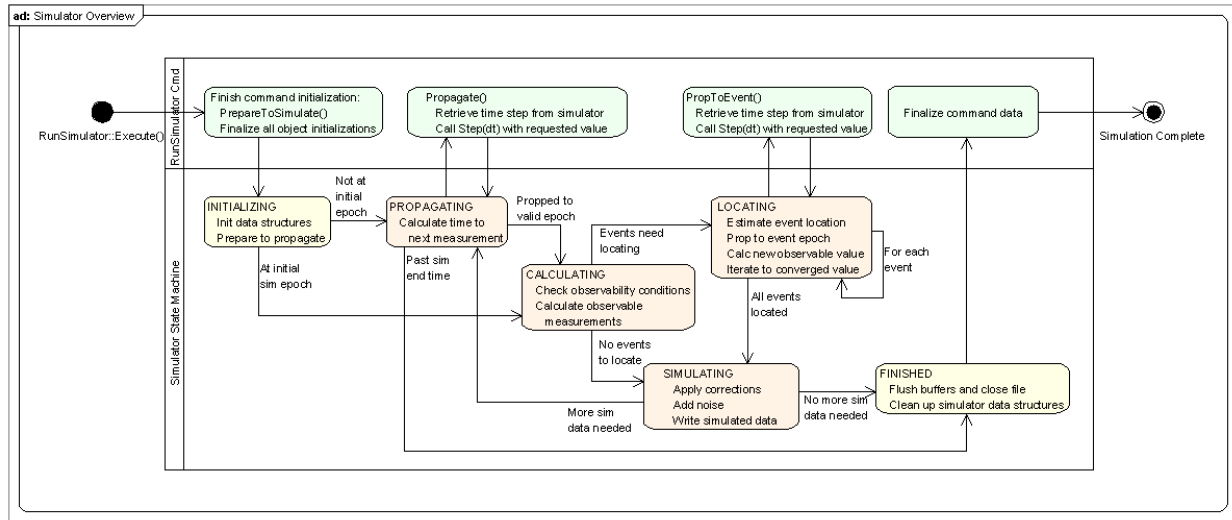 ad: Simulator Overview
RunSimulator::Execute()
RunSimulator Cmd
Finish command initialization:
PrepareToSimulate()
Finalize all object initializations
Propagate()
Retrieve time step from simulator
Call Step(dt) with requested value
PropToEvent()
Retrieve time step from simulator
Call Step(dt) with requested value
Finalize command data
Simulation Complete
Simulator State Machine
INITIALIZING
Init data structures
Prepare to propagate
Not at
initial
epoch
PROPAGATING
Calculate time to
next measurement
Propped to
valid epoch
At initial
sim epoch
Past sim
end time
CALCULATING
Check observability conditions
Calculate observable
measurements
Events need
locating
LOCATING
Estimate event location
Prop to event epoch
Calc new observable value
Iterate to converged value
For each
event
All events
located
No events
to locate
SIMULATING
Apply corrections
Add noise
Write simulated data
More sim
data needed
No more sim
data needed
FINISHED
Flush buffers and close file
Clean up simulator data structures